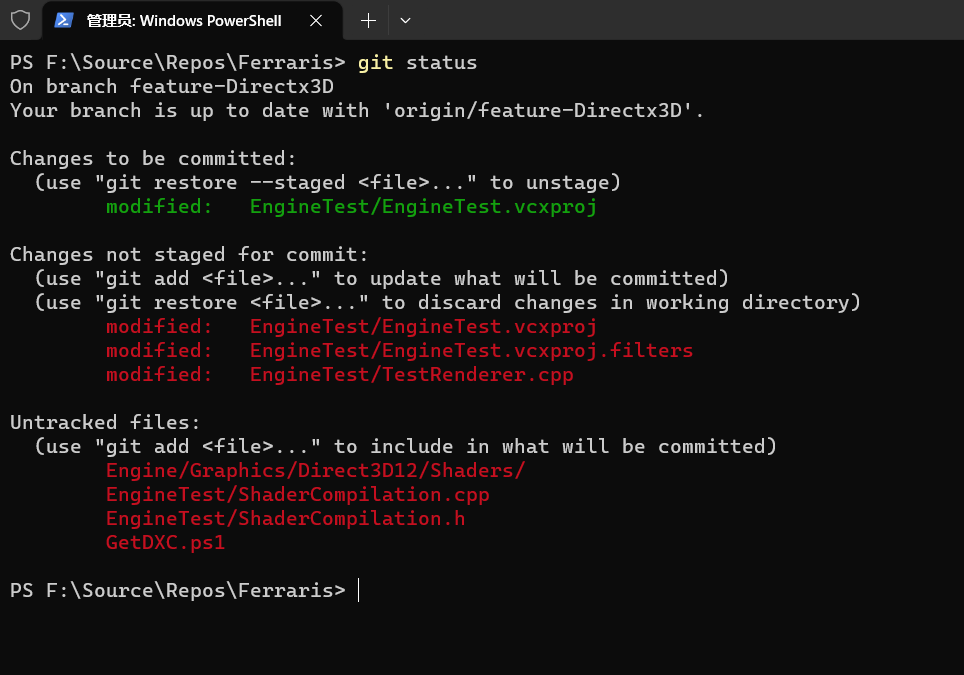 管理员: Windows PowerShell
PS F:\Source\Repos\Ferraris> git status
On branch feature-Directx3D
Your branch is up to date with 'origin/feature-Directx3D'.
Changes to be committed:
  (use "git restore --staged <file>..." to unstage)
        modified:   EngineTest/EngineTest.vcxproj
Changes not staged for commit:
  (use "git add <file>..." to update what will be committed)
  (use "git restore <file>..." to discard changes in working directory)
        modified:   EngineTest/EngineTest.vcxproj
        modified:   EngineTest/EngineTest.vcxproj.filters
        modified:   EngineTest/TestRenderer.cpp
Untracked files:
  (use "git add <file>..." to include in what will be committed)
        Engine/Graphics/Direct3D12/Shaders/
        EngineTest/ShaderCompilation.cpp
        EngineTest/ShaderCompilation.h
        GetDXC.ps1
PS F:\Source\Repos\Ferraris>